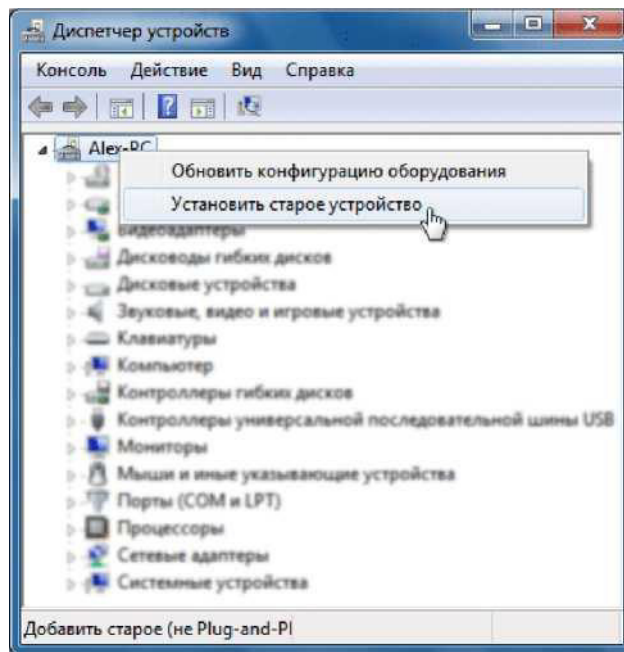 Диспетчер устройств
Консоль Действие Вид Справка
Alex-PC
Обновить конфигурацию оборудования
Установить старое устройство
Видеоадаптеры
Дисководы гибких дисков
Дисковые устройства
Звуковые, видео и игровые устройства
Клавиатуры
Компьютер
Контроллеры гибких дисков
Контроллеры универсальной последовательной шины USB
Мониторы
Мыши и иные указывающие устройства
Порты (COM и LPT)
Процессоры
Сетевые адаптеры
Системные устройства
Добавить старое (не Plug-and-Pl